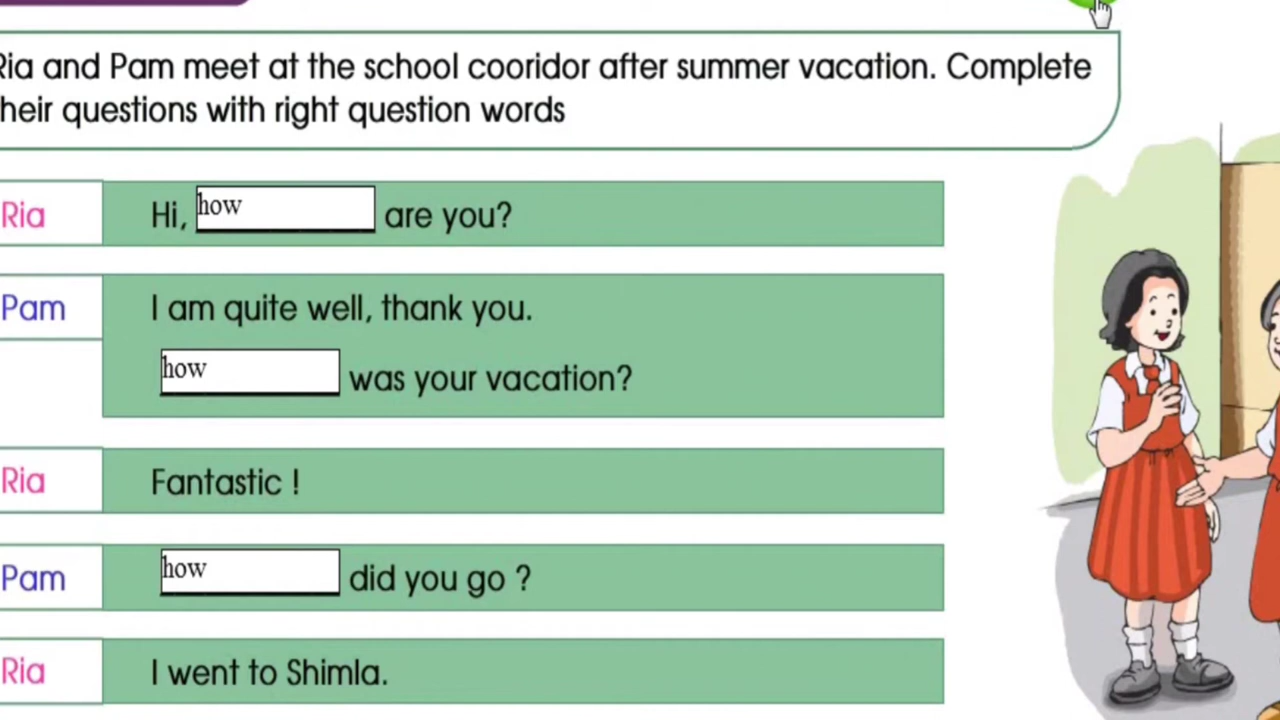 Ria and Pam meet at the school cooridor after summer vacation. Complete
their questions with right question words
Ria Hi, how are you?
Pam I am quite well, thank you.
how was your vacation?
Ria Fantastic !
Pam how did you go ?
Ria I went to Shimla.